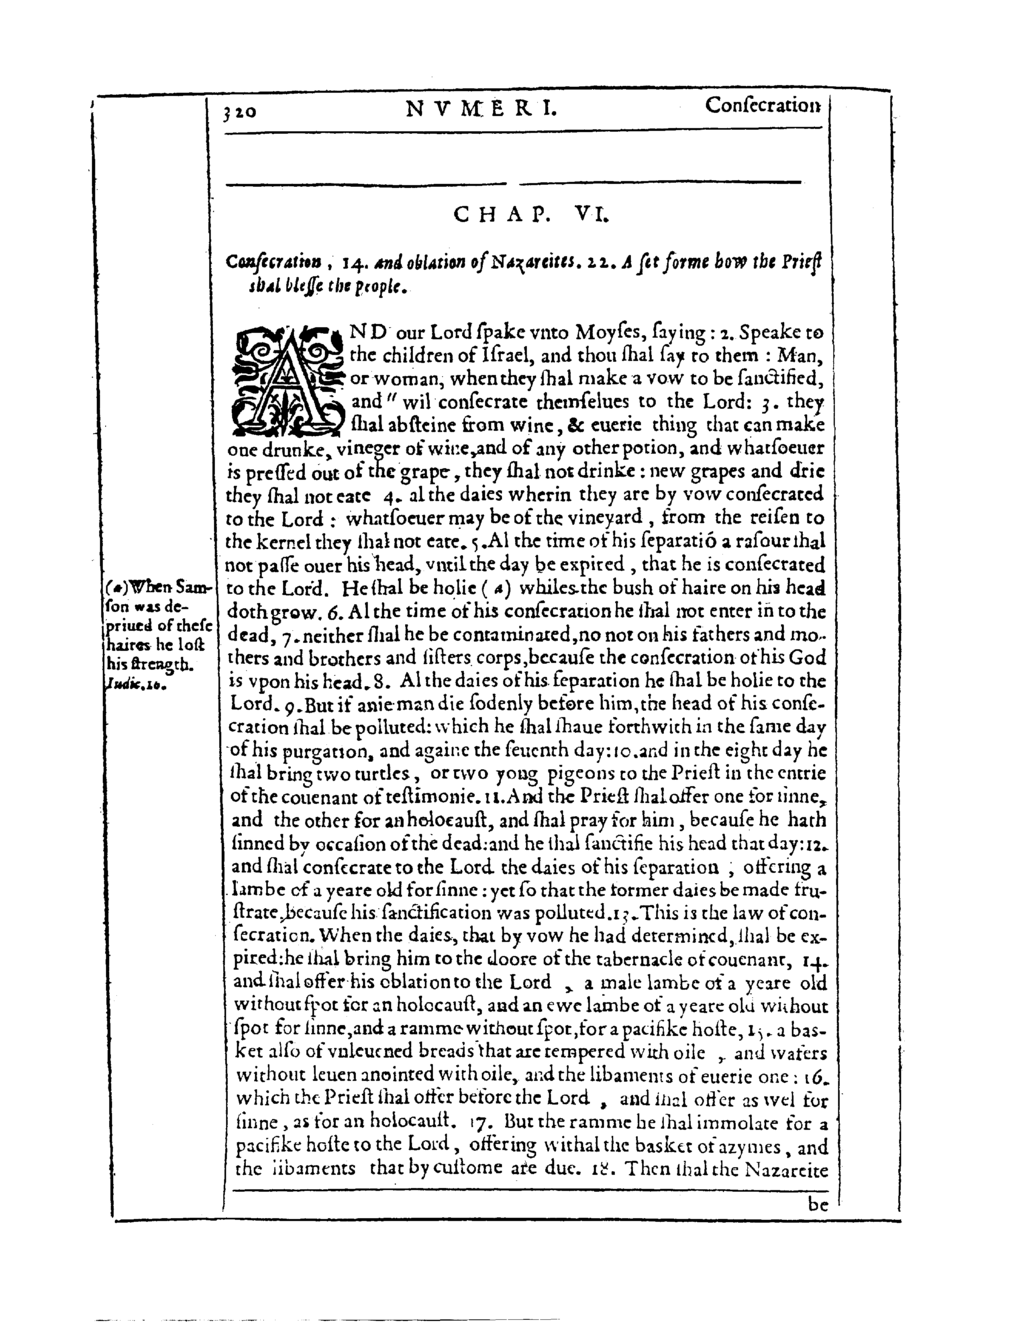 320 NVMERI. Conſecration
CHAP. VI.
Conſecration, 14. and oblation of Nazareites. 22. A ſet forme how the Prieſt
shal bleſſe the people.
AND our Lord ſpake vnto Moyſes, ſaying: 2. Speake to
the children of Iſrael, and thou ſhal ſay to them: Man,
or woman, when they ſhal make a vow to be ſanctified,
and" wil conſecrate themſelues to the Lord: 3. they
ſhal abſteine from wine, & euerie thing that can make
one drunke, vineger of wine, and of any other potion, and whatſoeuer
is preſſed out of the grape, they ſhal not drinke: new grapes and drie
they ſhal not eate 4. al the daies wherin they are by vow conſecrated
to the Lord: whatſoeuer may be of the vineyard, from the reiſen to
the kernel they ſhal not eate. 5. Al the time of his ſeparatiō a raſour ſhal
not paſſe ouer his head, vntil the day be expired, that he is conſecrated
to the Lord. He ſhal be holie (a) whiles the bush of haire on his head
doth grow. 6. Al the time of his conſecration he ſhal not enter in to the
dead, 7. neither ſhal he be contaminated, no not on his fathers and mo-
thers and brothers and ſiſters corps, becauſe the conſecration of his God
is vpon his head. 8. Al the daies of his ſeparation he ſhal be holie to the
Lord. 9. But if anie man die ſodenly before him, the head of his conſe-
cration ſhal be polluted: which he ſhal ſhaue forthwith in the ſame day
of his purgation, and againe the ſeuenth day: 10. and in the eight day he
ſhal bring two turtles, or two yong pigeons to the Prieſt in the entrie
of the couenant of teſtimonie. 11. And the Prieſt ſhal offer one for ſinne,
and the other for an holocauſt, and ſhal pray for him, becauſe he hath
ſinned by occaſion of the dead: and he ſhal ſanctifie his head that day: 12.
and ſhal conſecrate to the Lord the daies of his ſeparation, offering a
lambe of a yeare old for ſinne: yet ſo that the former daies be made fru-
ſtrate, becauſe his ſanctification was polluted. 13. This is the law of con-
ſecration. When the daies, that by vow he had determined, ſhal be ex-
pired: he ſhal bring him to the doore of the tabernacle of couenant, 14.
and ſhal offer his oblation to the Lord, a male lambe of a yeare old
without ſpot for an holocauſt, and an ewe lambe of a yeare old without
ſpot for ſinne, and a ramme without ſpot, for a pacifike hoſte, 15. a baſ-
ket alſo of vnleuened breads that are tempered with oile, and wafers
without leuen anointed with oile, and the libaments of euerie one: 16.
which the Prieſt ſhal offer before the Lord, and ſhal offer as wel for
ſinne, as for an holocauſt. 17. But the ramme he ſhal immolate for a
pacifike hoſte to the Lord, offering withal the basket of azymes, and
the libaments that by cuſtome are due. 18. Then ſhal the Nazareite
be
(a) When Sam-
ſon was de-
priued of theſe
haires he loſt
his ſtrength.
Iudic. 16.